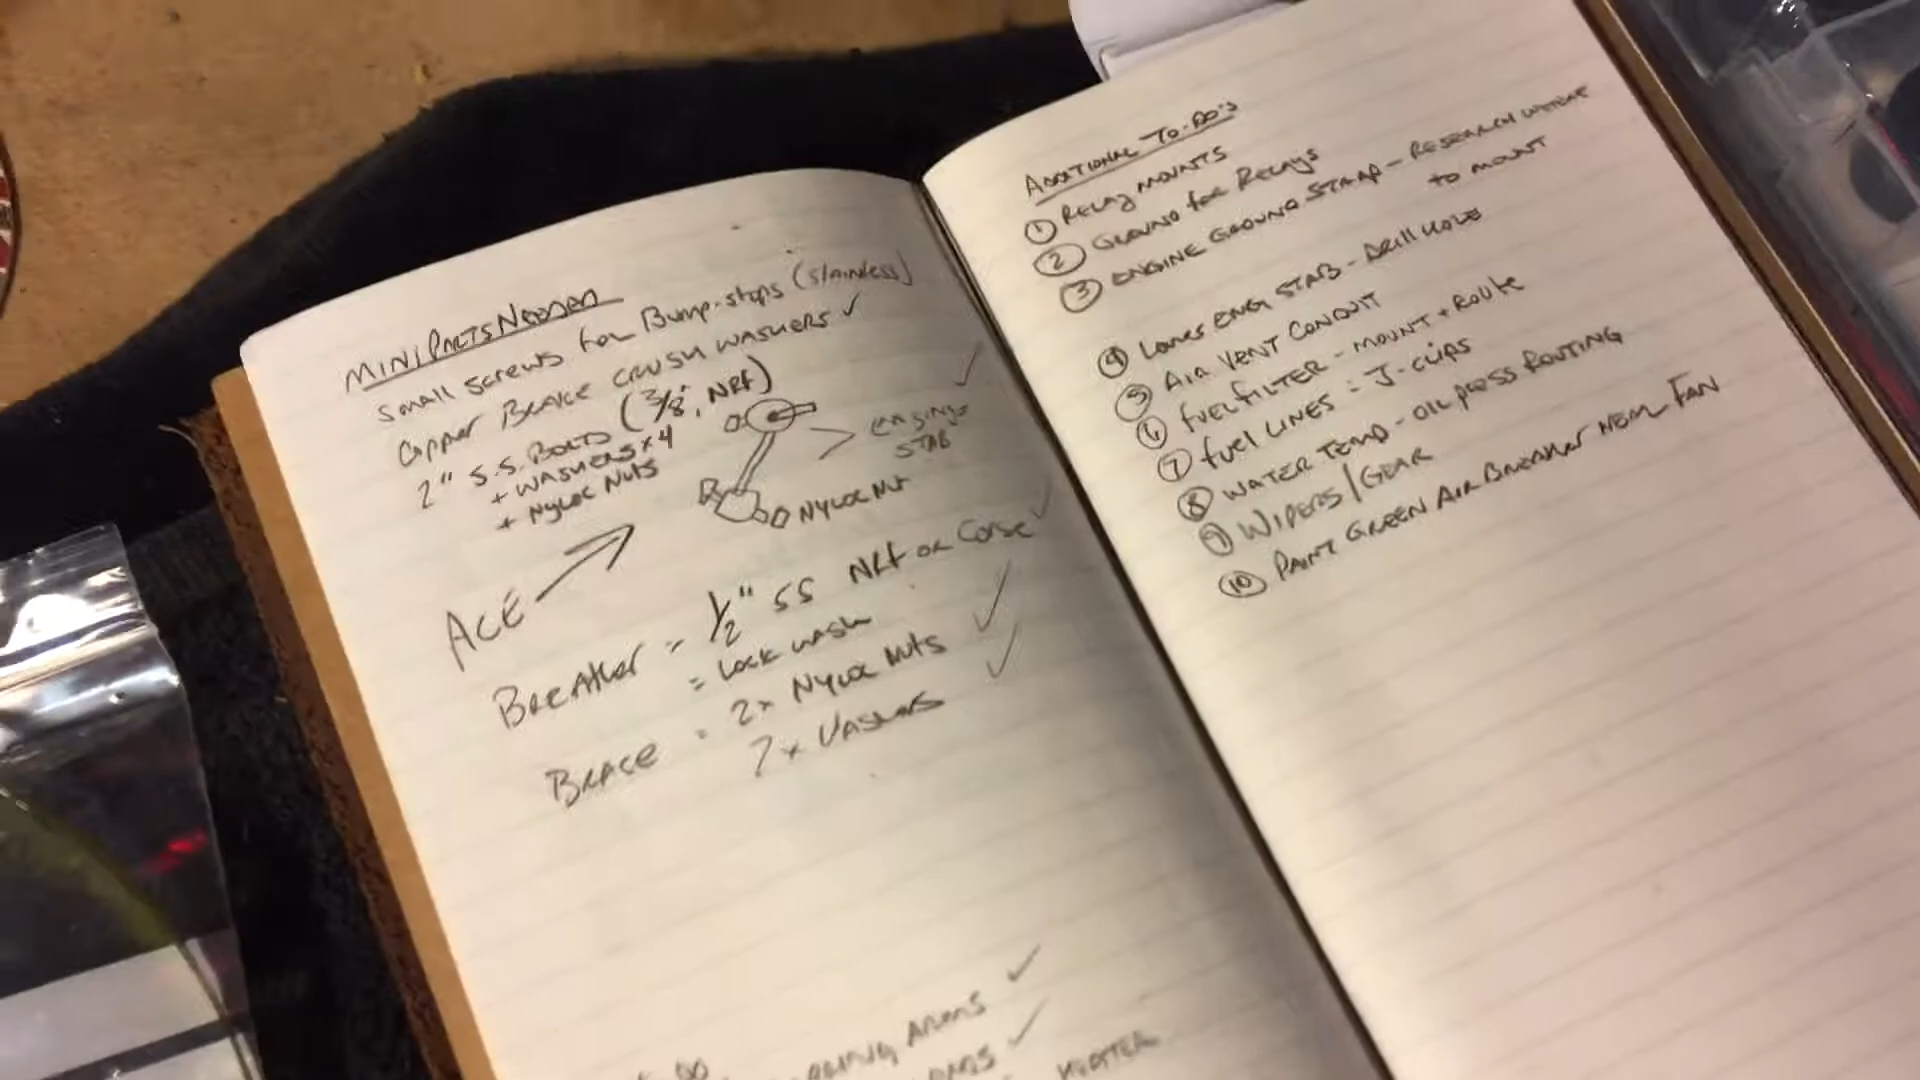 MINI PARTS NEEDED
Small screws for Bump-stops (stainless)
Copper Brake crush washers ✓
2" S.S. Bolts (3/8", NRF)
+ washers x 4
+ Nyloc Nuts
ENGINE
STAB
Nyloc Nut
ACE
Breather = 1/2" SS NRF or Corse ✓
= Lock wash
Brace = 2x Nyloc Nuts ✓
7x Washers ✓
ADDITIONAL TO-DO'S
① RELAY MOUNTS
② GROUND for Relays
③ ENGINE GROUND STRAP - RESEARCH WHERE
TO MOUNT
④ Lower ENG STAB - Drill HOLE
⑤ Air VENT CONDUIT
⑥ fuel FILTER - MOUNT + ROUTE
⑦ fuel LINES = J-CLIPS
⑧ WATER TEMP - OIL PRESS ROUTING
⑨ WIPERS / GEAR
⑩ PAINT GREEN AIR BREATHER NEAR FAN